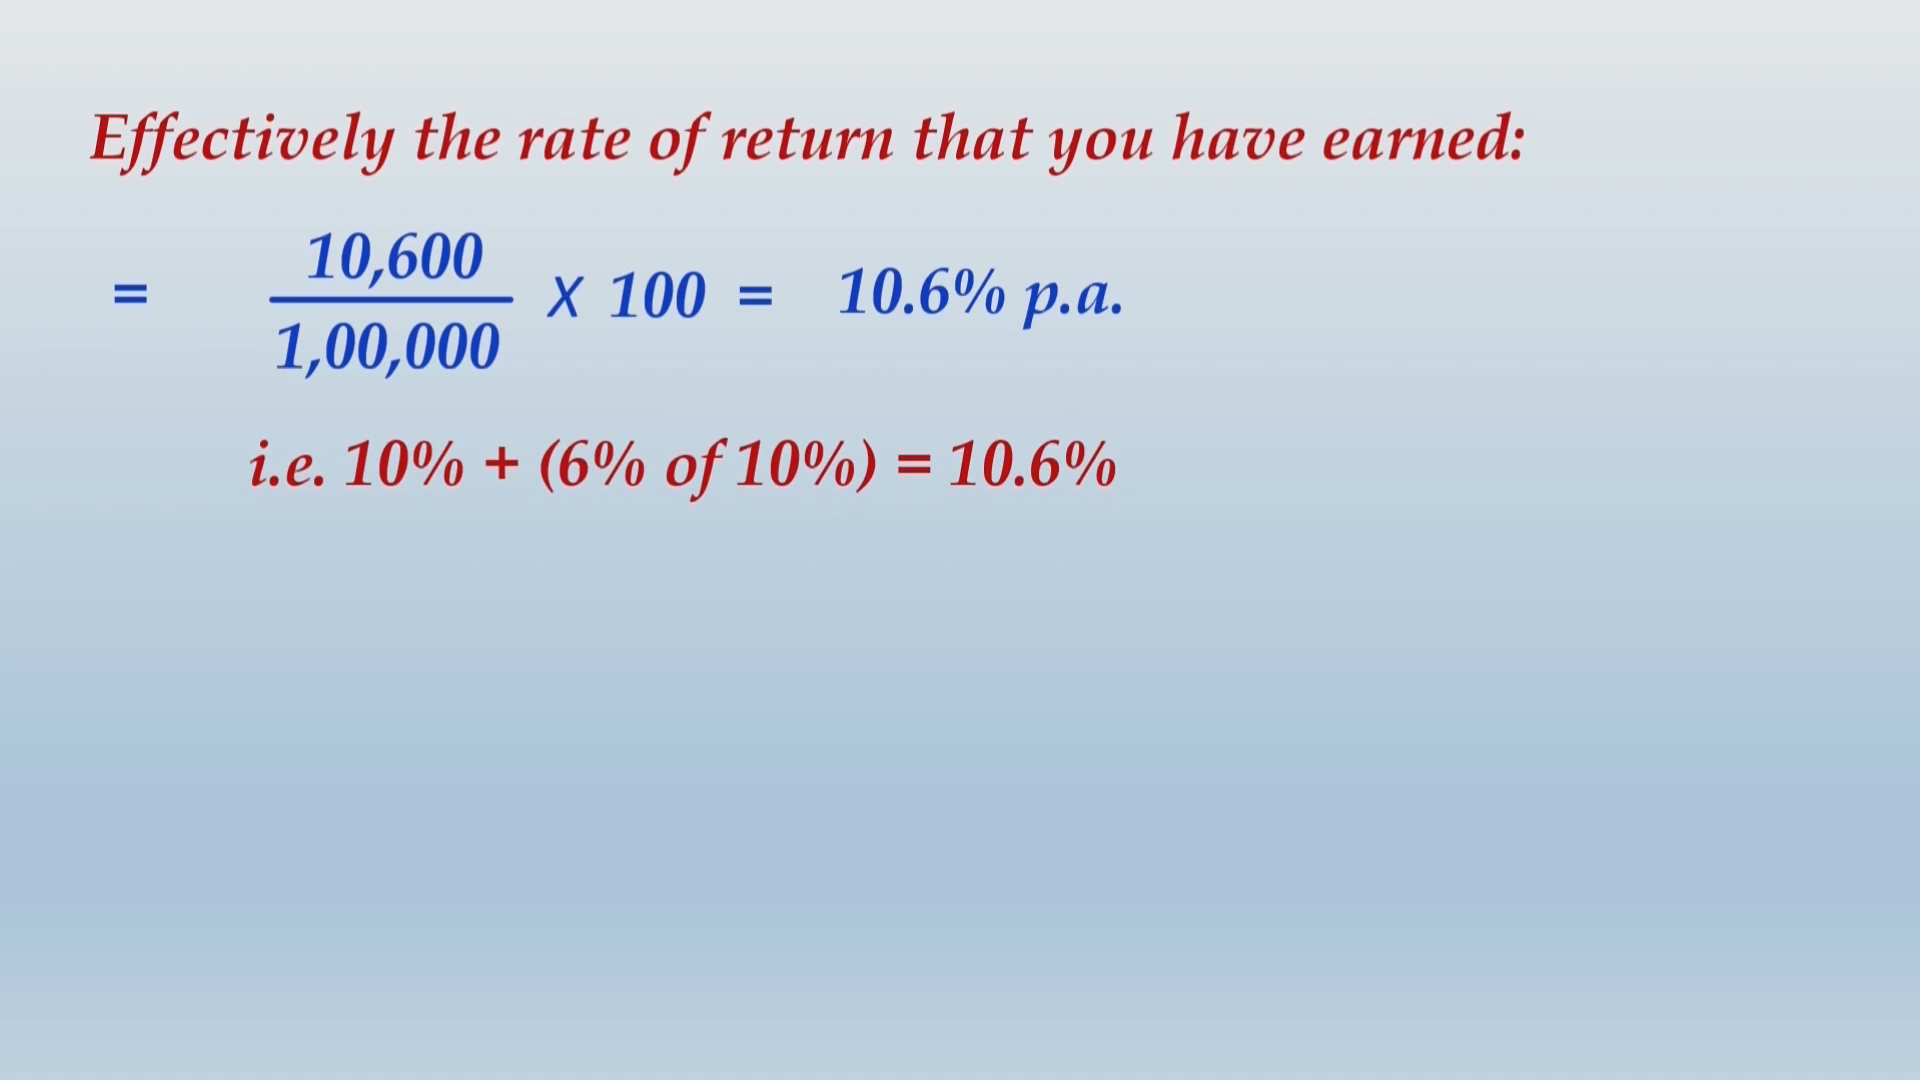 Effectively the rate of return that you have earned:
= 10,600 / 1,00,000 X 100 = 10.6% p.a.
i.e. 10% + (6% of 10%) = 10.6%